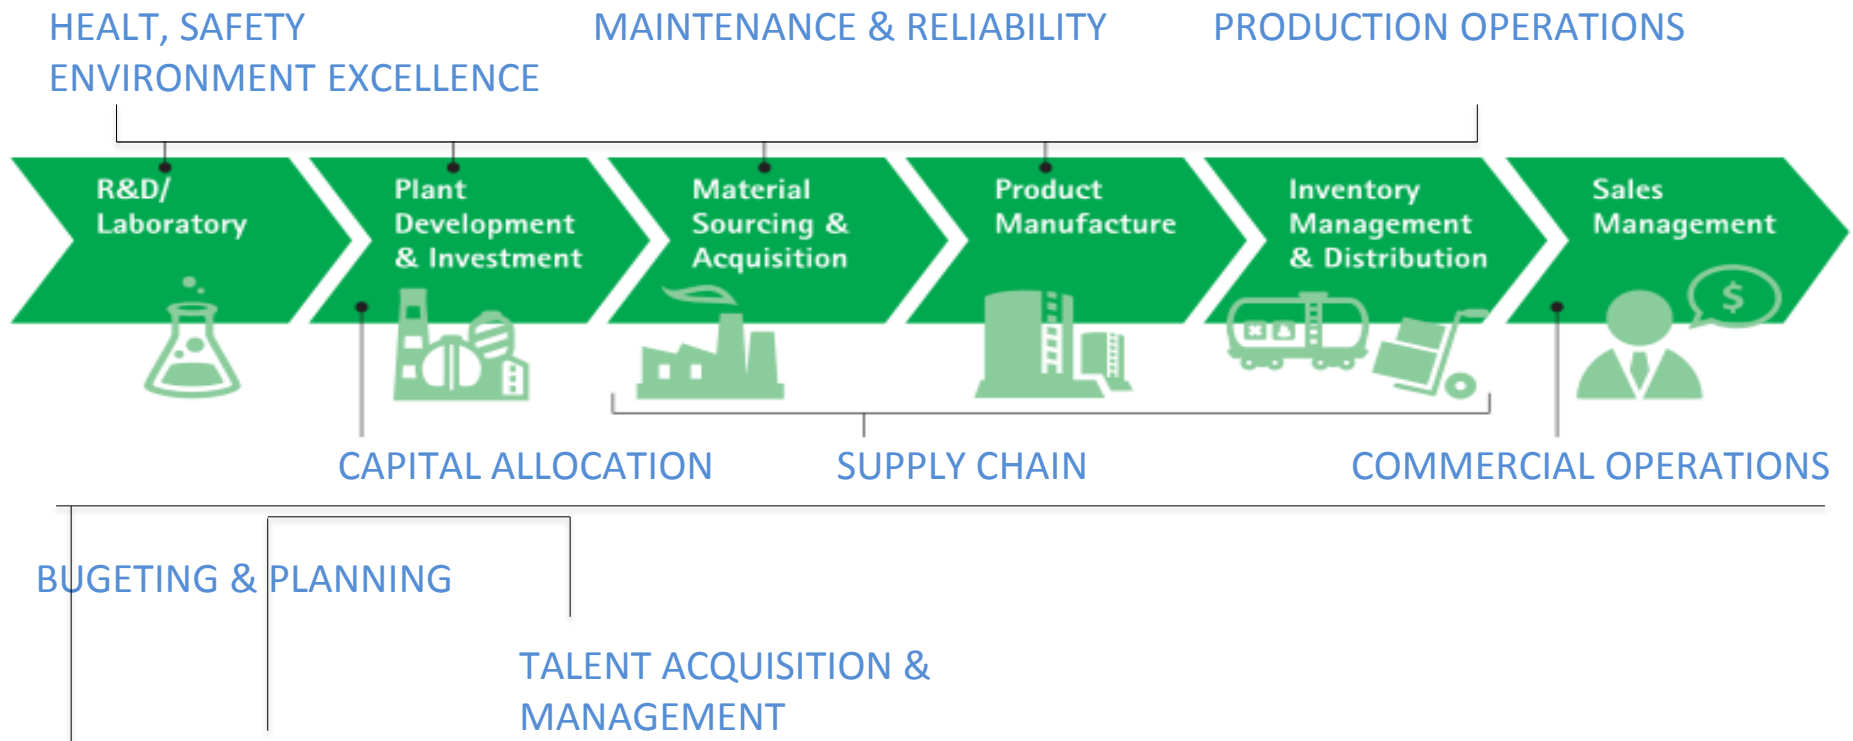 HEALT, SAFETY
ENVIRONMENT EXCELLENCE
MAINTENANCE & RELIABILITY
PRODUCTION OPERATIONS
R&D/
Laboratory
Plant
Development
& Investment
Material
Sourcing &
Acquisition
Product
Manufacture
Inventory
Management
& Distribution
Sales
Management
$
CAPITAL ALLOCATION
SUPPLY CHAIN
COMMERCIAL OPERATIONS
BUGETING & PLANNING
TALENT ACQUISITION &
MANAGEMENT